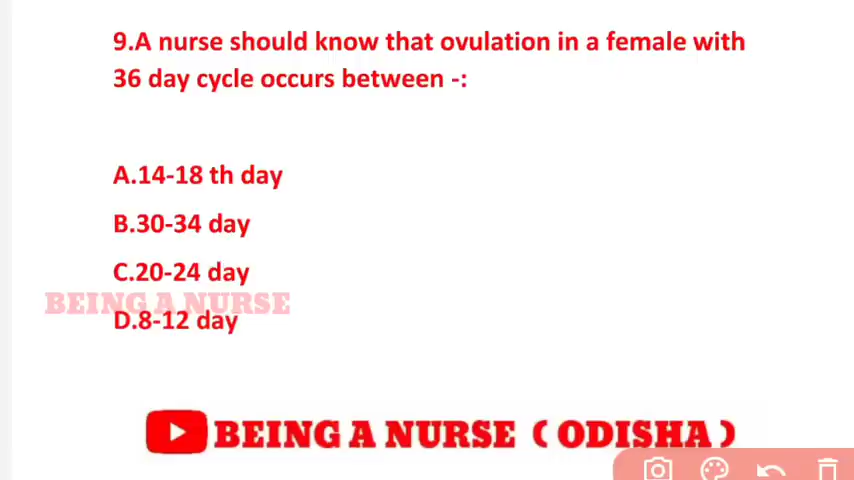 9.A nurse should know that ovulation in a female with
36 day cycle occurs between -:
A.14-18 th day
B.30-34 day
C.20-24 day
BEING A NURSE
D.8-12 day
BEING A NURSE ( ODISHA )